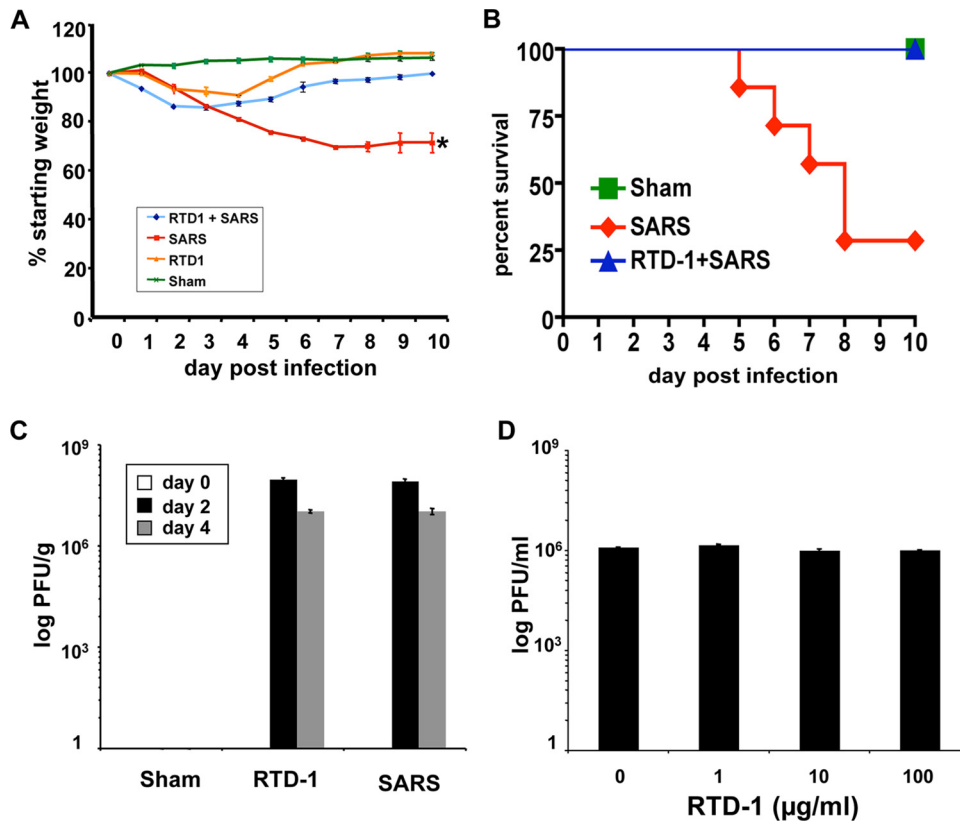 A
120
100
80
60
40
20
0
% starting weight
RTD1 + SARS
SARS
RTD1
Sham
*
0 1 2 3 4 5 6 7 8 9 10
day post infection
B
100
75
50
25
0
percent survival
Sham
SARS
RTD-1+SARS
0 1 2 3 4 5 6 7 8 9 10
day post infection
C
10⁹
10⁶
10³
1
log PFU/g
day 0
day 2
day 4
Sham RTD-1 SARS
D
10⁹
10⁶
10³
1
log PFU/ml
0 1 10 100
RTD-1 (µg/ml)